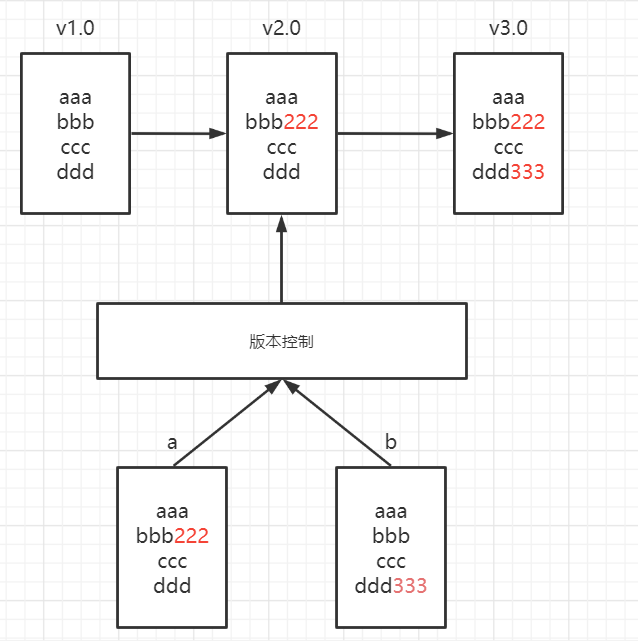 v1.0
v2.0
v3.0
aaa
bbb
ccc
ddd
aaa
bbb222
ccc
ddd
aaa
bbb222
ccc
ddd333
版本控制
a
b
aaa
bbb222
ccc
ddd
aaa
bbb
ccc
ddd333